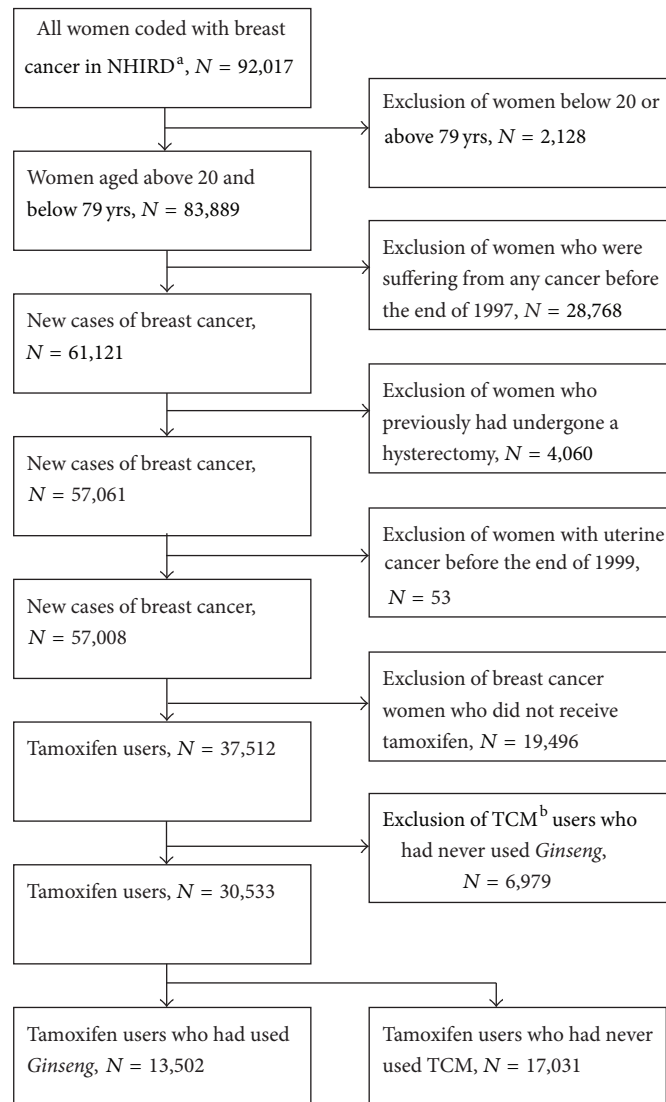 All women coded with breast
cancer in NHIRDᵃ, N = 92,017
Exclusion of women below 20 or
above 79 yrs, N = 2,128
Women aged above 20 and
below 79 yrs, N = 83,889
Exclusion of women who were
suffering from any cancer before
the end of 1997, N = 28,768
New cases of breast cancer,
N = 61,121
Exclusion of women who
previously had undergone a
hysterectomy, N = 4,060
New cases of breast cancer,
N = 57,061
Exclusion of women with uterine
cancer before the end of 1999,
N = 53
New cases of breast cancer,
N = 57,008
Exclusion of breast cancer
women who did not receive
tamoxifen, N = 19,496
Tamoxifen users, N = 37,512
Exclusion of TCMᵇ users who
had never used Ginseng,
N = 6,979
Tamoxifen users, N = 30,533
Tamoxifen users who had used
Ginseng, N = 13,502
Tamoxifen users who had never
used TCM, N = 17,031